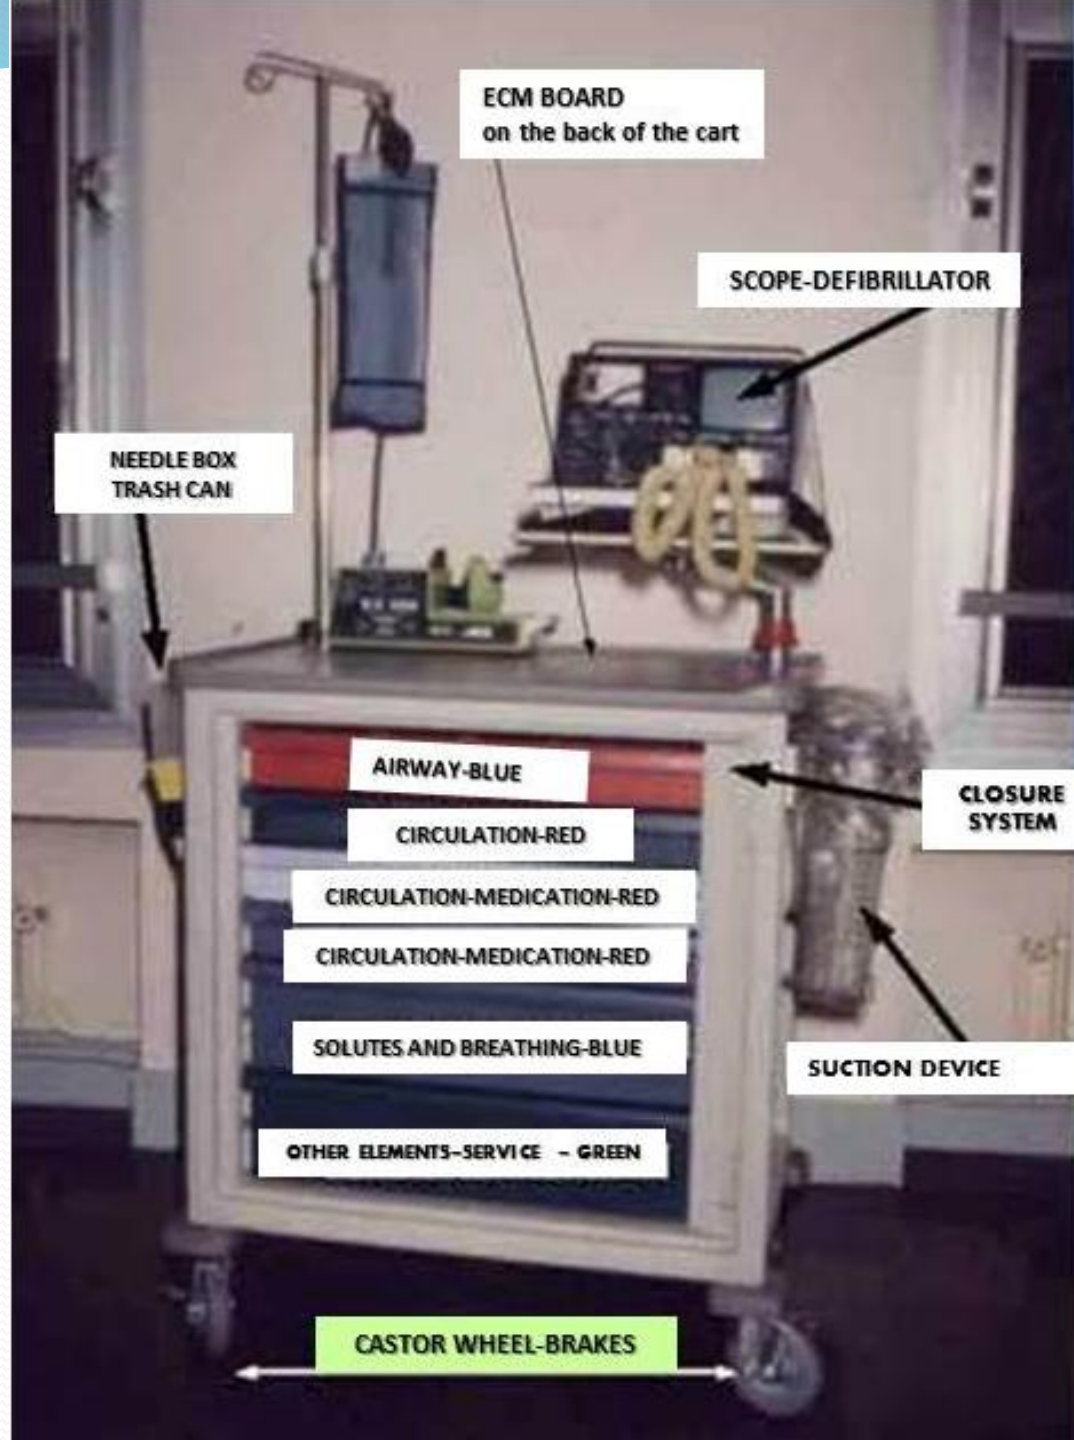 ECM BOARD
on the back of the cart
SCOPE-DEFIBRILLATOR
NEEDLE BOX
TRASH CAN
AIRWAY-BLUE
CLOSURE
SYSTEM
CIRCULATION-RED
CIRCULATION-MEDICATION-RED
CIRCULATION-MEDICATION-RED
SOLUTES AND BREATHING-BLUE
SUCTION DEVICE
OTHER ELEMENTS-SERVICE - GREEN
CASTOR WHEEL-BRAKES